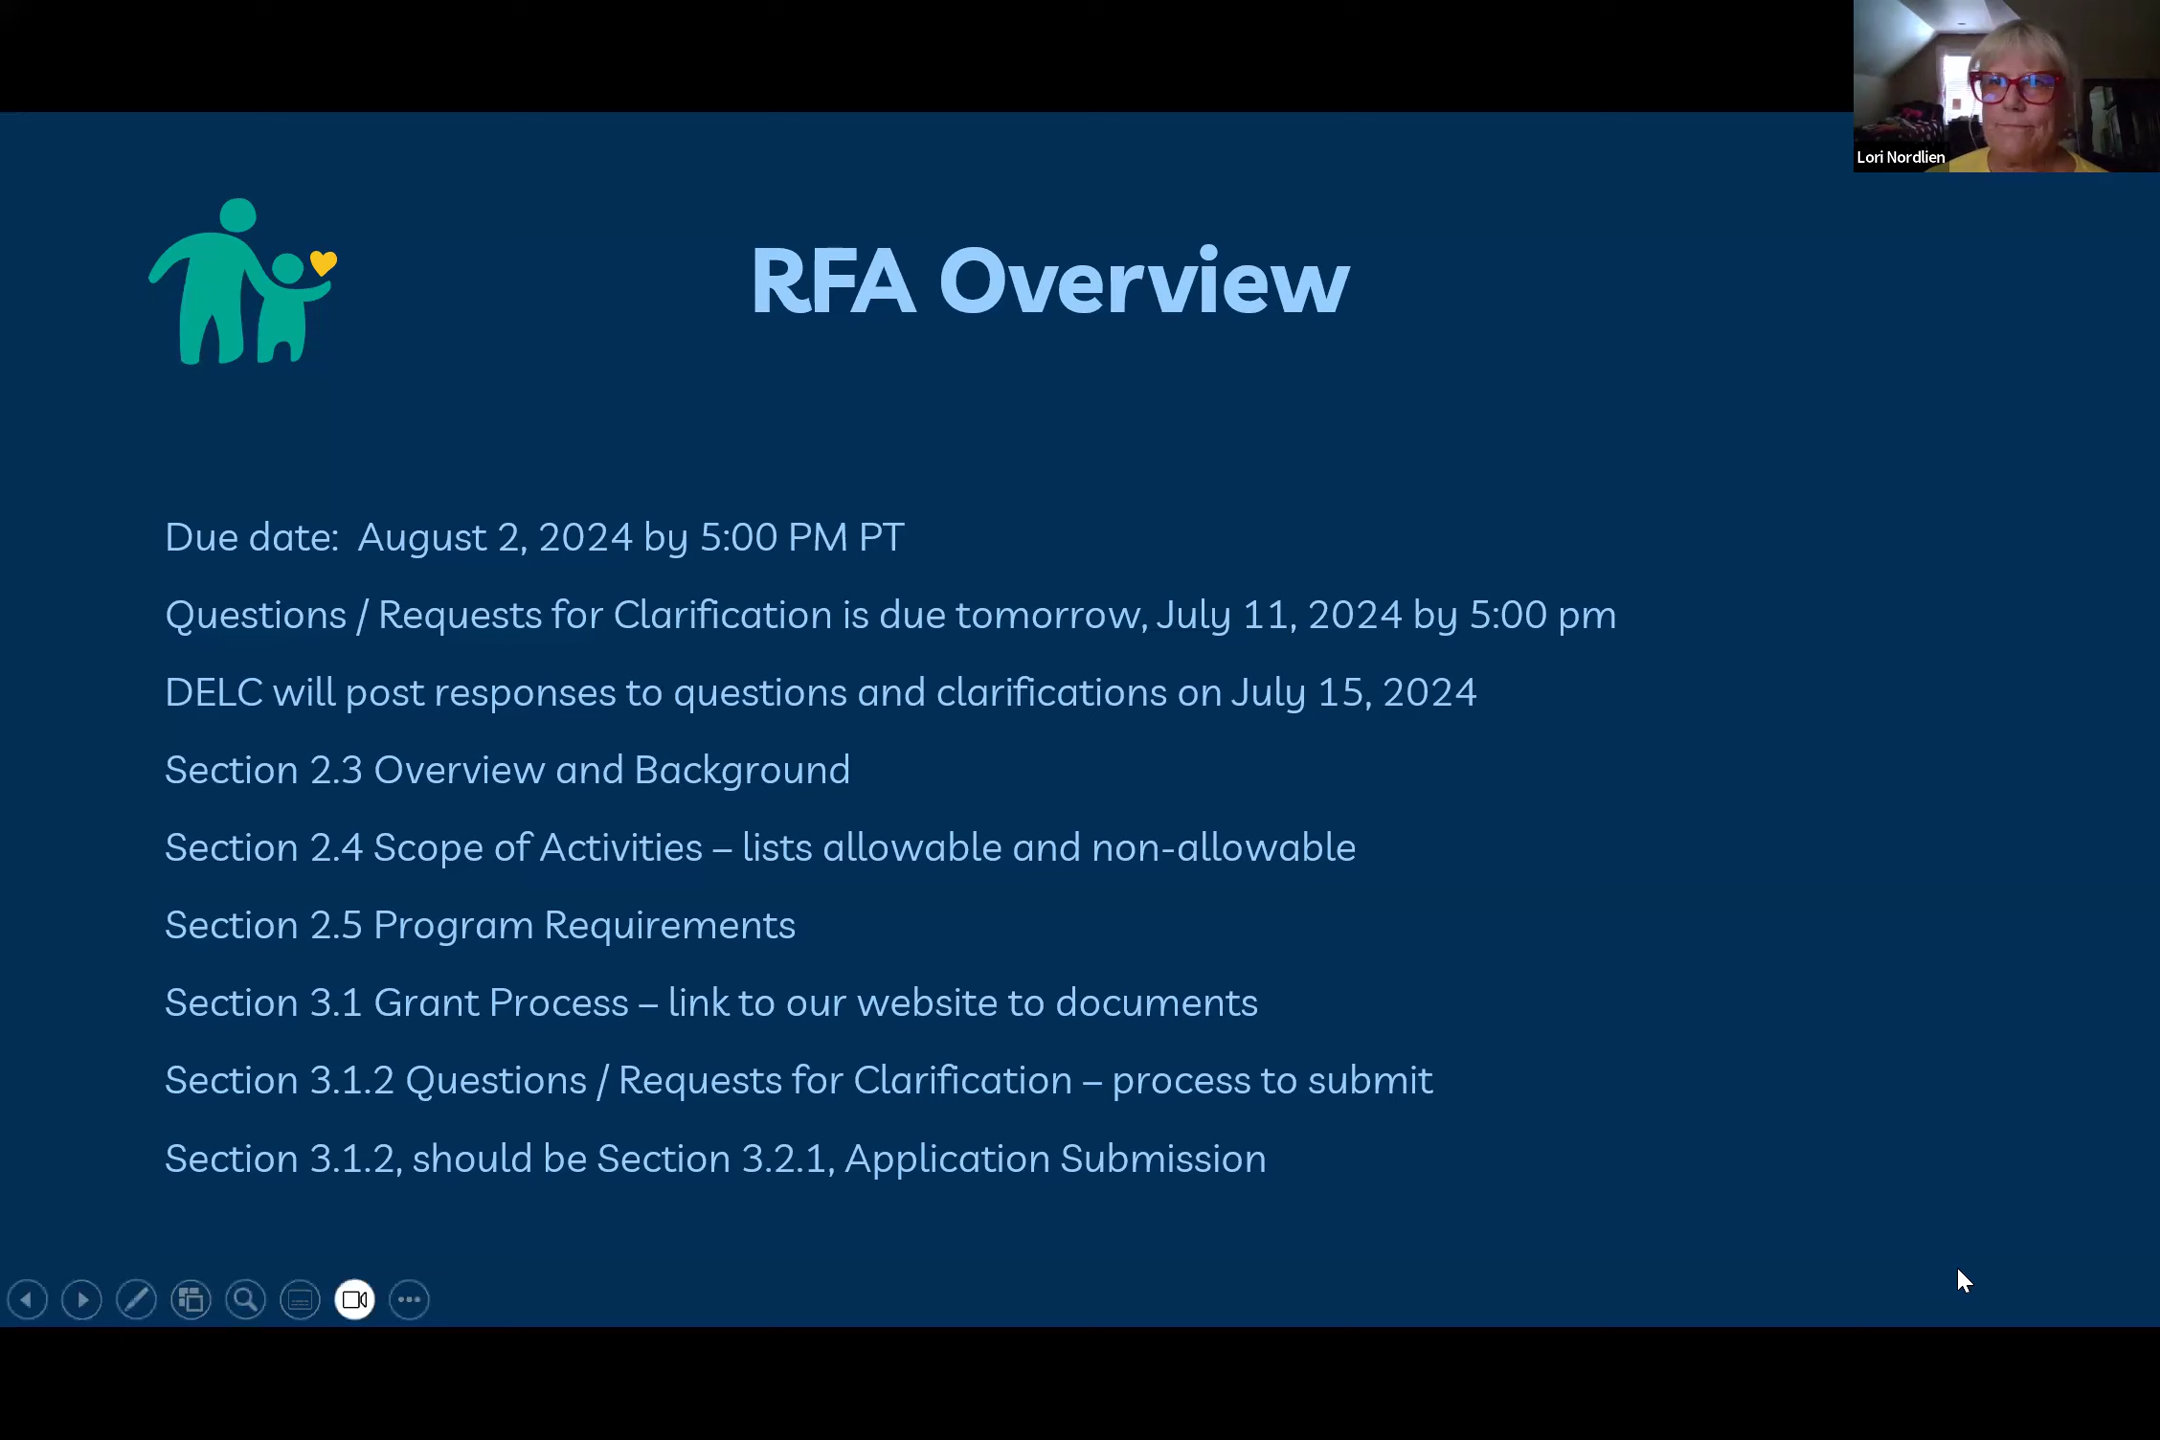 Lori Nordlien
RFA Overview
Due date:  August 2, 2024 by 5:00 PM PT
Questions / Requests for Clarification is due tomorrow, July 11, 2024 by 5:00 pm
DELC will post responses to questions and clarifications on July 15, 2024
Section 2.3 Overview and Background
Section 2.4 Scope of Activities – lists allowable and non-allowable
Section 2.5 Program Requirements
Section 3.1 Grant Process – link to our website to documents
Section 3.1.2 Questions / Requests for Clarification – process to submit
Section 3.1.2, should be Section 3.2.1, Application Submission